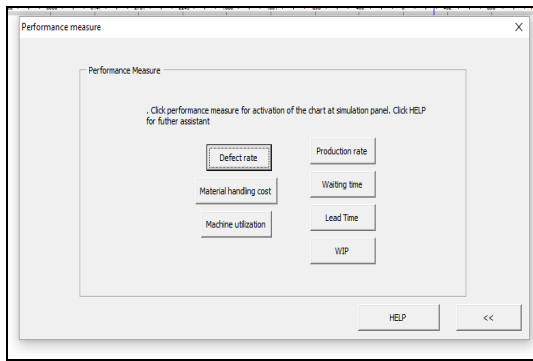 Performance measure
X
Performance Measure
. Click performance measure for activation of the chart at simulation panel. Click HELP
for futher assistant
Defect rate
Production rate
Material handling cost
Waiting time
Machine utilization
Lead Time
WIP
HELP
<<